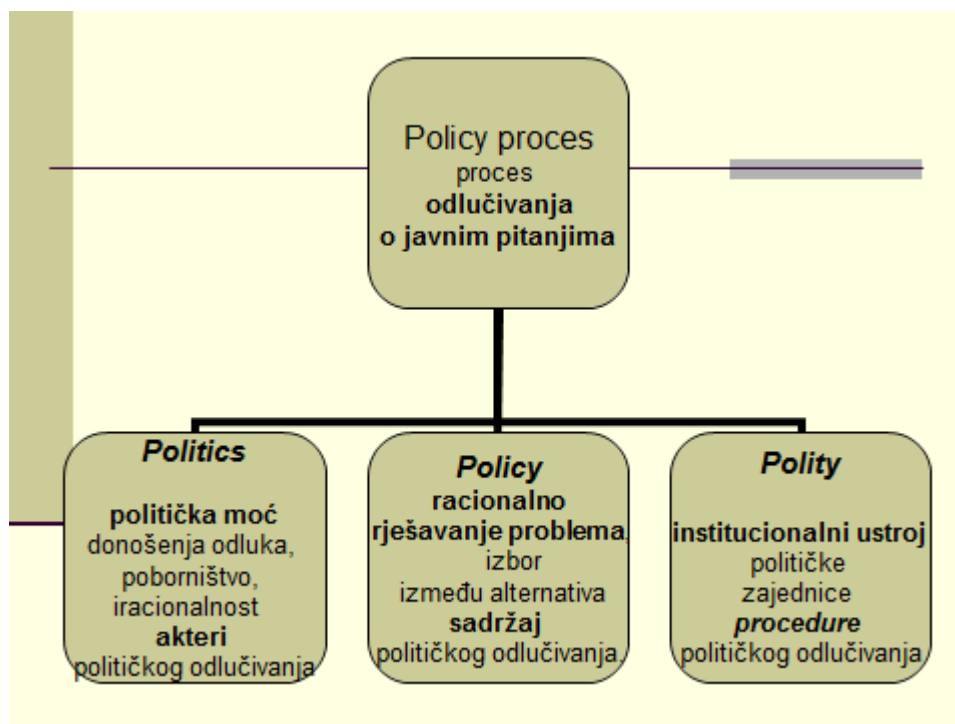 Policy proces
proces
odlučivanja
o javnim pitanjima
Politics
politička moć
donošenja odluka,
poborništvo,
iracionalnost
akteri
političkog odlučivanja
Policy
racionalno
rješavanje problema,
izbor
između alternativa
sadržaj
političkog odlučivanja,
Polity
institucionalni ustroj
političke
zajednice
procedure
političkog odlučivanja